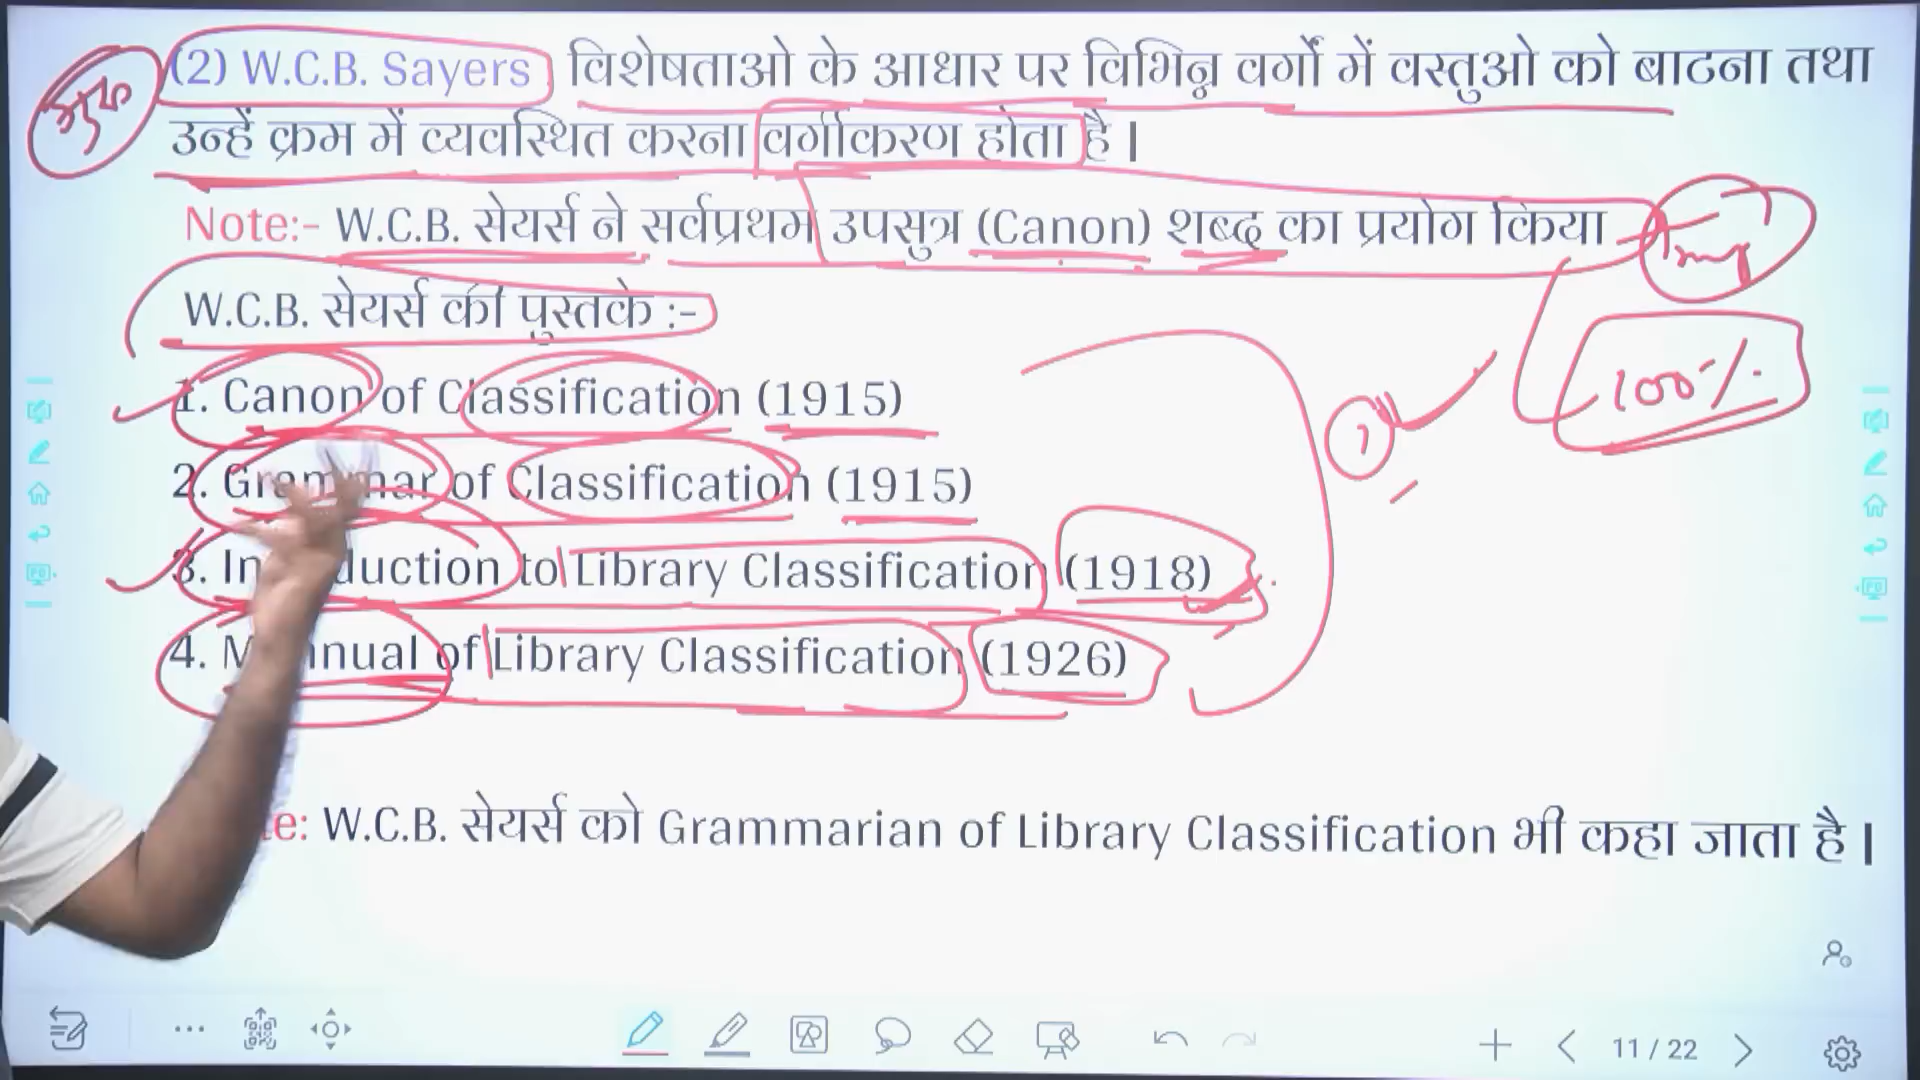 (2) W.C.B. Sayers विशेषताओ के आधार पर विभिन्न वर्गों में वस्तुओ को बाटना तथा
उन्हें क्रम में व्यवस्थित करना वर्गीकरण होता है।
Note:- W.C.B. सेयर्स ने सर्वप्रथम उपसुत्र (Canon) शब्द का प्रयोग किया
Img
W.C.B. सेयर्स की पुस्तके :-
100%
1. Canon of Classification (1915)
1
2. Grammar of Classification (1915)
3. Introduction to Library Classification (1918)
4. Manual of Library Classification (1926)
e: W.C.B. सेयर्स को Grammarian of Library Classification भी कहा जाता है।
11 / 22